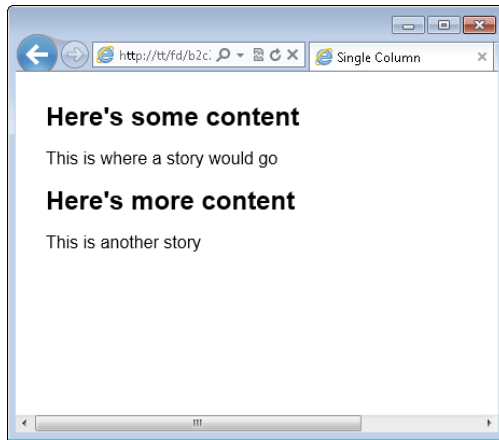 http://tt/fd/b2c
Single Column
Here's some content
This is where a story would go
Here's more content
This is another story